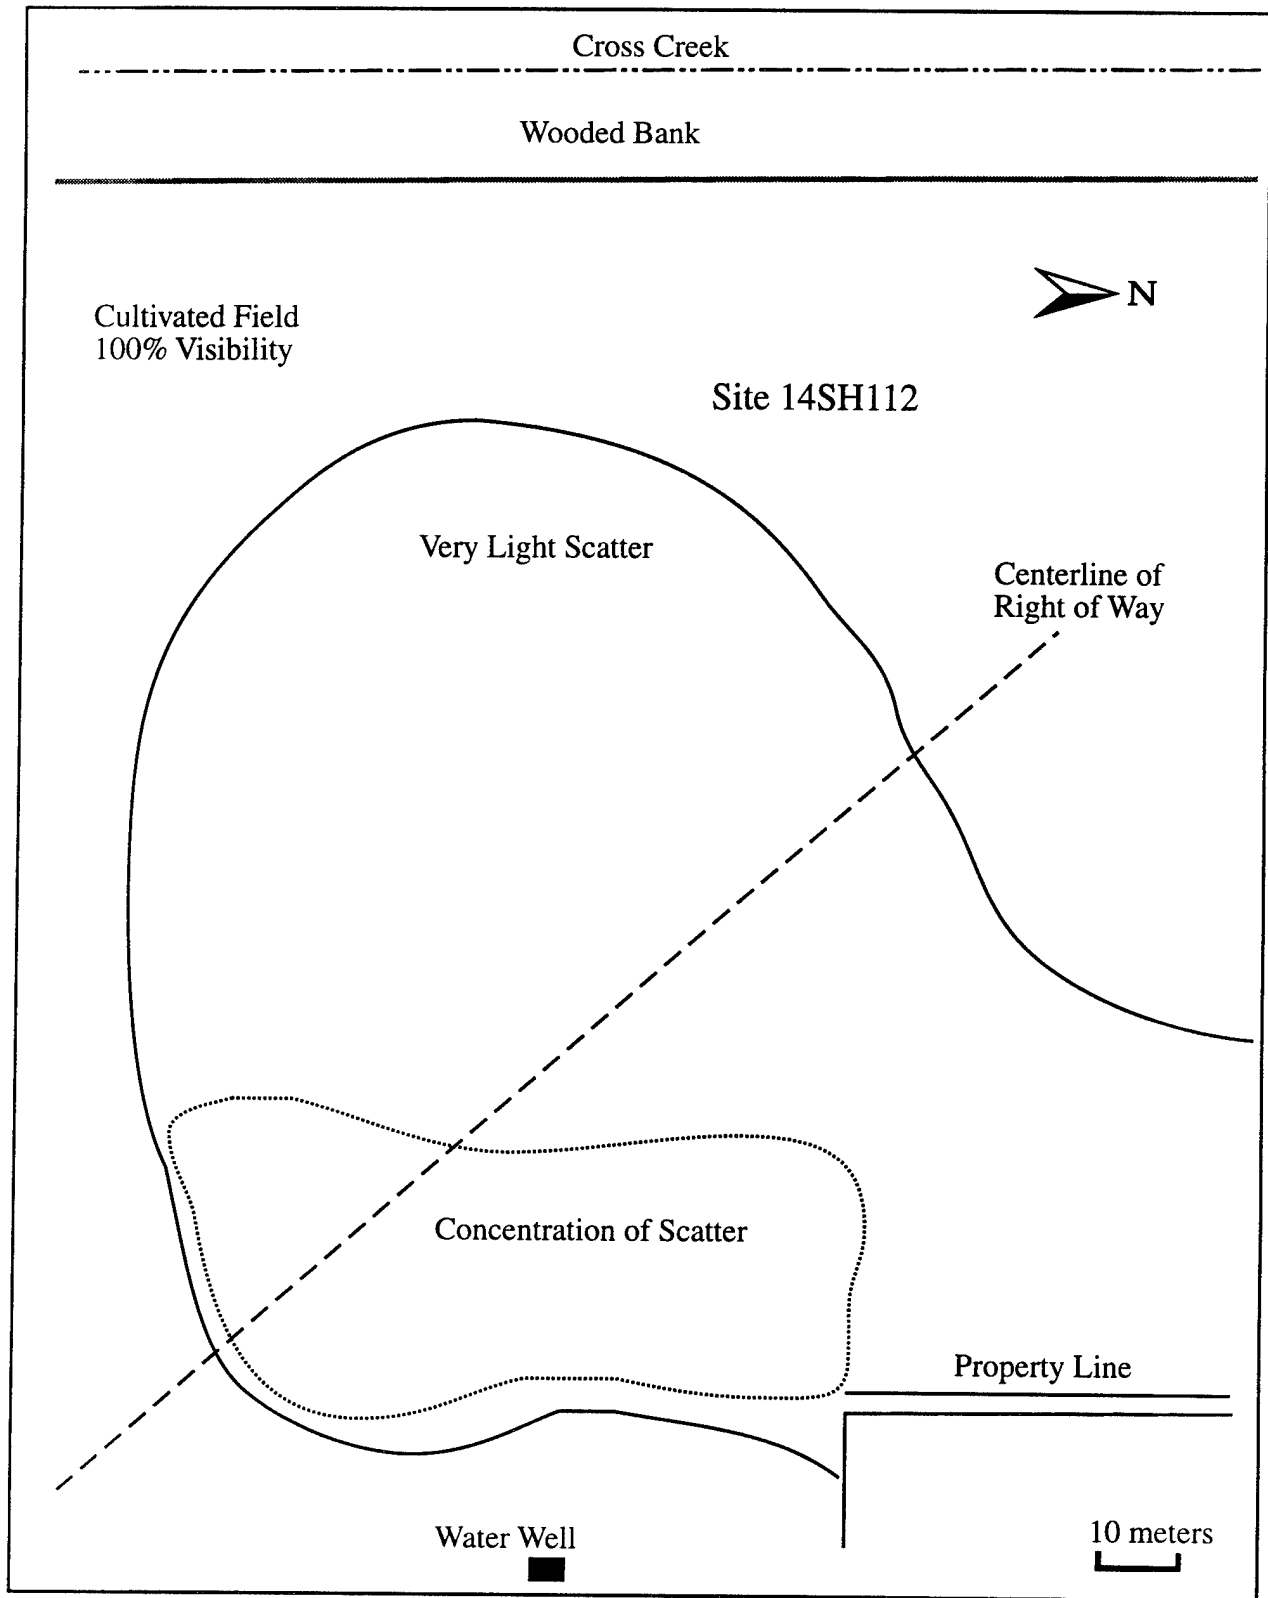 Cross Creek
Wooded Bank
N
Cultivated Field
100% Visibility
Site 14SH112
Very Light Scatter
Centerline of
Right of Way
Concentration of Scatter
Property Line
Water Well
10 meters